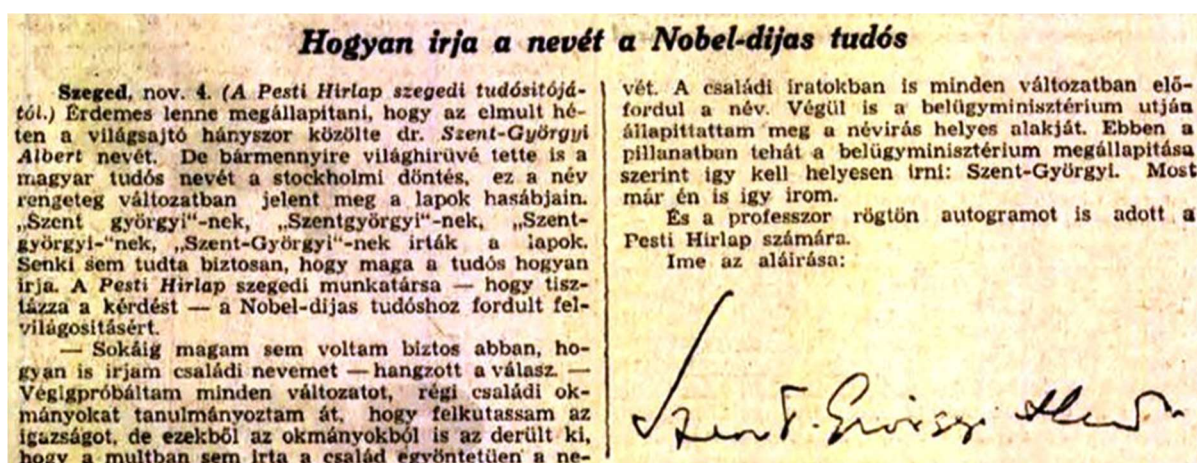 Hogyan irja a nevét a Nobel-dijas tudós
Szeged, nov. 4. (A Pesti Hirlap szegedi tudósitójá-
tól.) Érdemes lenne megállapitani, hogy az elmult hé-
ten a világsajtó hányszor közölte dr. Szent-Györgyi
Albert nevét. De bármennyire világhirüvé tette is a
magyar tudós nevét a stockholmi döntés, ez a név
rengeteg változatban jelent meg a lapok hasábjain.
„Szent györgyi“-nek, „Szentgyörgyi“-nek, „Szent-
györgyi-“nek, „Szent-Györgyi“-nek irták a lapok.
Senki sem tudta biztosan, hogy maga a tudós hogyan
irja. A Pesti Hirlap szegedi munkatársa — hogy tisz-
tázza a kérdést — a Nobel-dijas tudóshoz fordult fel-
világositásért.
— Sokáig magam sem voltam biztos abban, ho-
gyan is irjam családi nevemet — hangzott a válasz. —
Végigpróbáltam minden változatot, régi családi ok-
mányokat tanulmányoztam át, hogy felkutassam az
igazságot, de ezekből az okmányokból is az derült ki,
hogy a multban sem irta a család egyöntetüen a ne-
vét. A családi iratokban is minden változatban elő-
fordul a név. Végül is a belügyminisztérium utján
állapittattam meg a névirás helyes alakját. Ebben a
pillanatban tehát a belügyminisztérium megállapitása
szerint igy kell helyesen irni: Szent-Györgyi. Most
már én is igy irom.
És a professzor rögtön autogramot is adott a
Pesti Hirlap számára.
Ime az aláirása:
Szent-Györgyi Albert